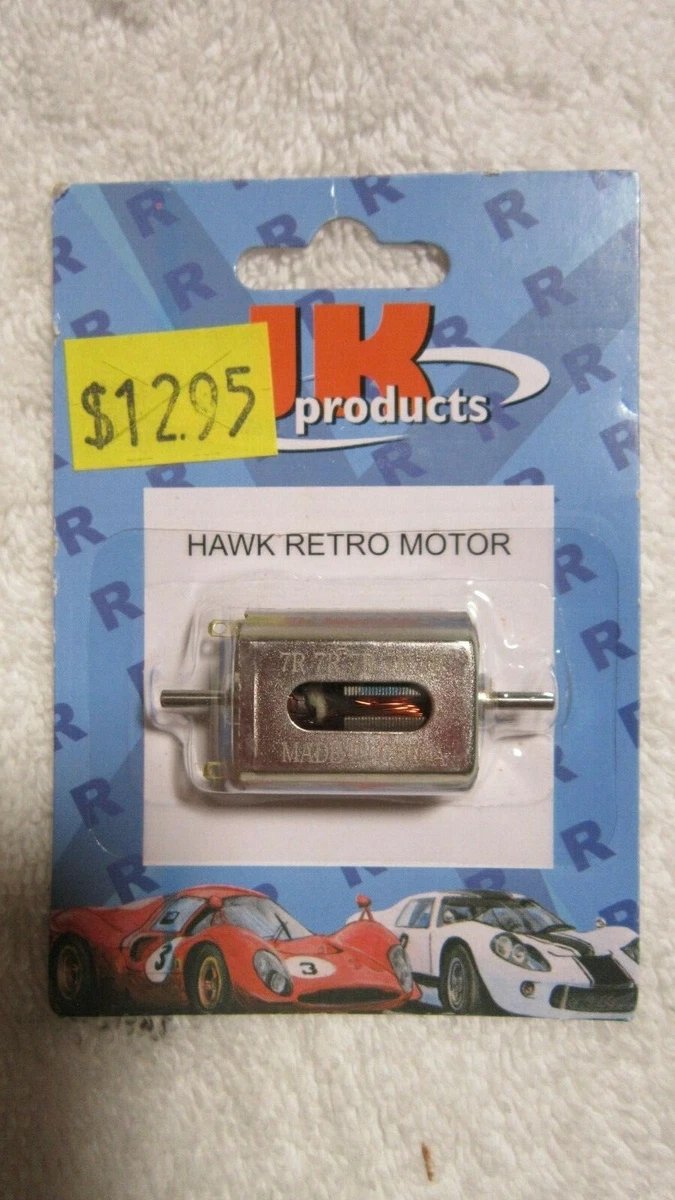 JK
$12.95
products
HAWK RETRO MOTOR
7R 7R
MADE
3
3